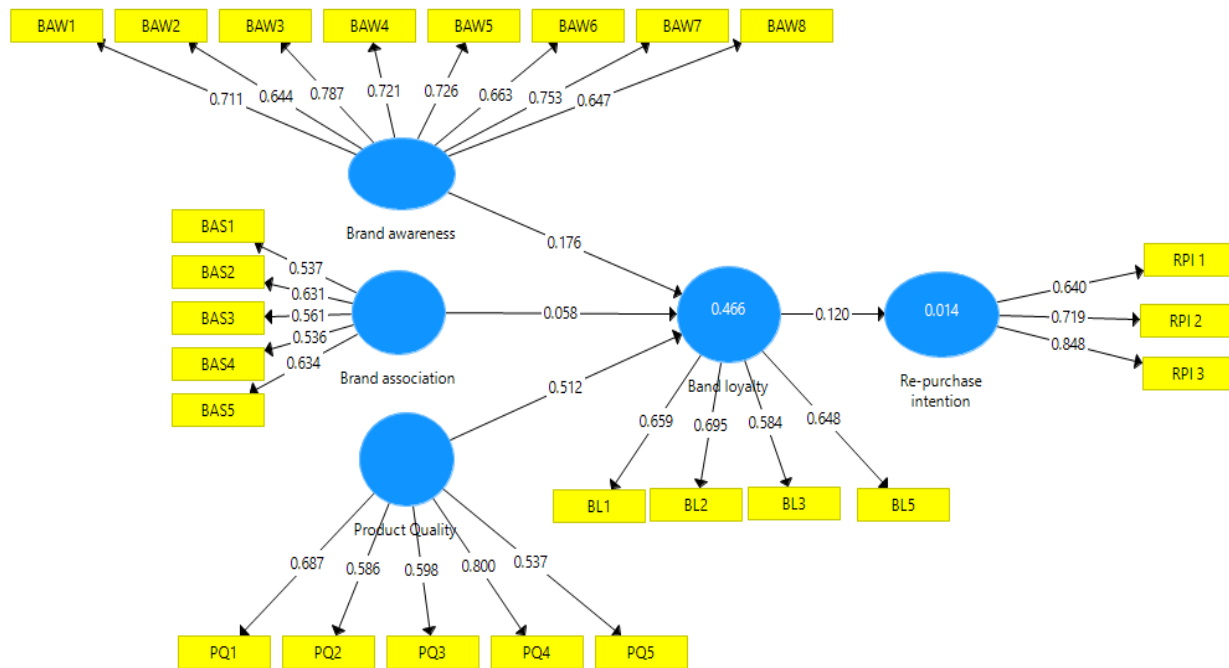 BAW1 BAW2 BAW3 BAW4 BAW5 BAW6 BAW7 BAW8
0.711 0.644 0.787 0.721 0.726 0.663 0.753 0.647
Brand awareness
BAS1
BAS2
BAS3
BAS4
BAS5
0.537
0.631
0.561
0.536
0.634
Brand association
0.176
0.058
0.512
0.466
Band loyalty
0.120
0.014
Re-purchase
intention
0.640
0.719
0.848
RPI 1
RPI 2
RPI 3
0.659 0.695 0.584 0.648
BL1 BL2 BL3 BL5
Product Quality
0.687 0.586 0.598 0.800 0.537
PQ1 PQ2 PQ3 PQ4 PQ5